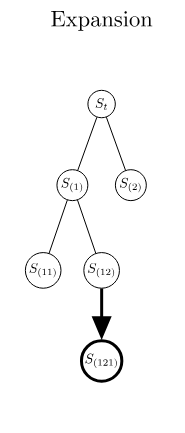 Expansion
S_t
S_(1) S_(2)
S_(11) S_(12)
S_(121)